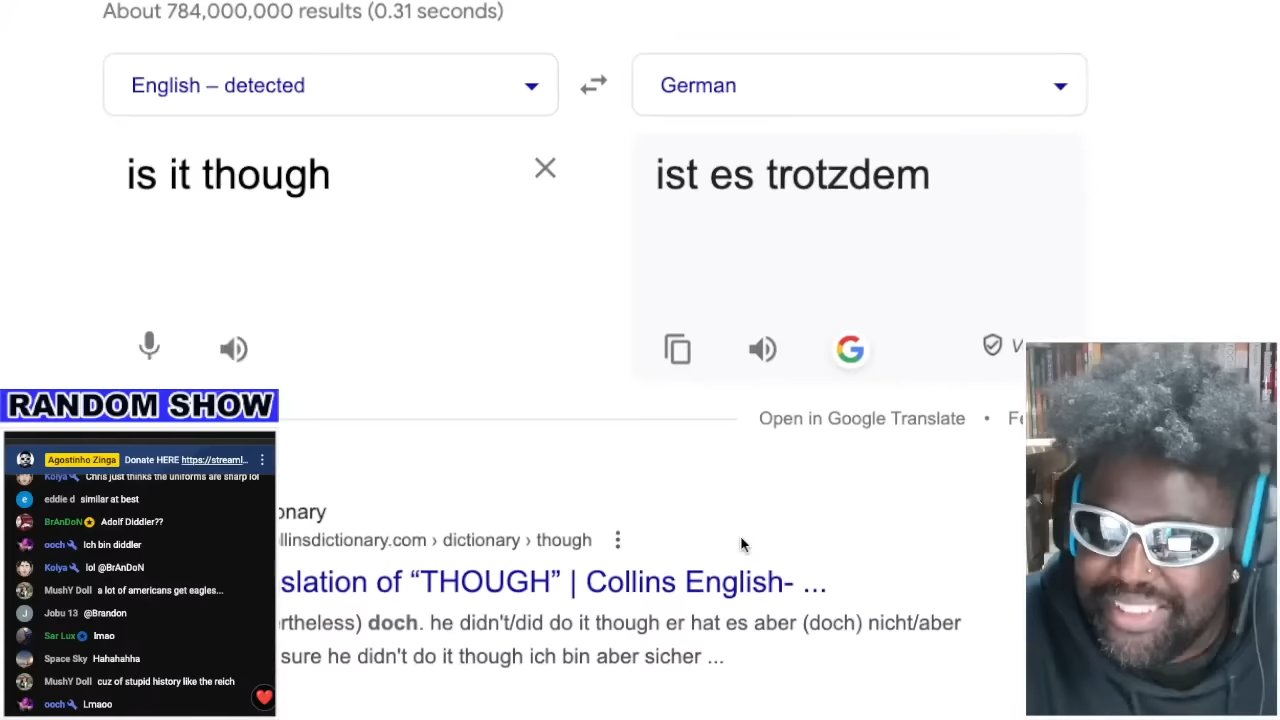 About 784,000,000 results (0.31 seconds)
English – detected
German
is it though
ist es trotzdem
Open in Google Translate •
RANDOM SHOW
Agostinho Zinga Donate HERE https://streaml...
Kolya Chris just thinks the uniforms are sharp lol
eddie d similar at best
BrAnDoN Adolf Diddler??
ooch Ich bin diddler
Kolya lol @BrAnDoN
MushY Doll a lot of americans get eagles...
Jobu 13 @Brandon
Sar Lux lmao
Space Sky Hahahahha
MushY Doll cuz of stupid history like the reich
ooch Lmaoo
onary
llinsdictionary.com › dictionary › though
slation of “THOUGH” | Collins English- ...
rtheless) doch. he didn't/did do it though er hat es aber (doch) nicht/aber
sure he didn't do it though ich bin aber sicher ...